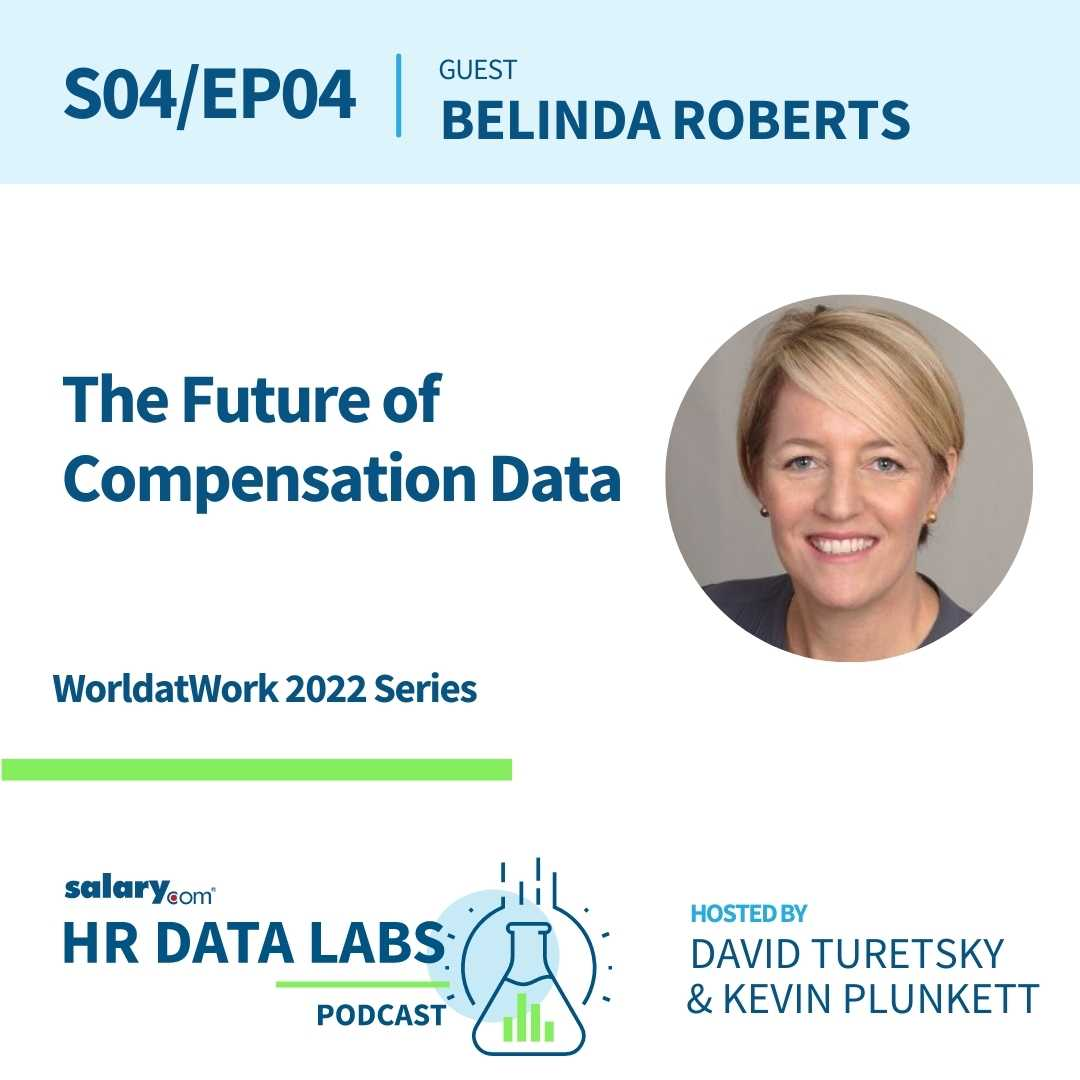 S04/EP04
GUEST
BELINDA ROBERTS
The Future of
Compensation Data
WorldatWork 2022 Series
salary.com®
HR DATA LABS
PODCAST
HOSTED BY
DAVID TURETSKY
& KEVIN PLUNKETT